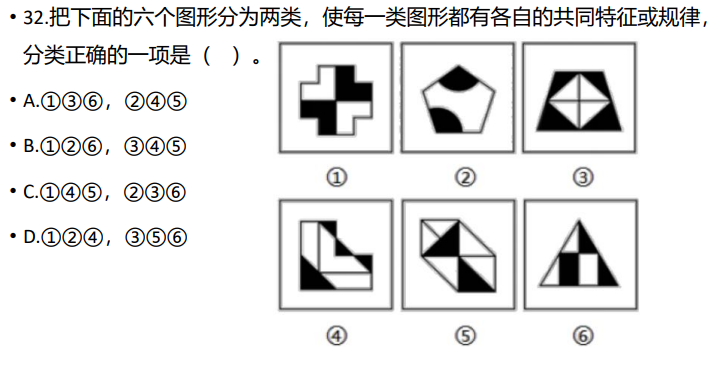 • 32.把下面的六个图形分为两类，使每一类图形都有各自的共同特征或规律，
分类正确的一项是（ ）。
• A.①③⑥，②④⑤
• B.①②⑥，③④⑤
• C.①④⑤，②③⑥
• D.①②④，③⑤⑥
① ② ③
④ ⑤ ⑥